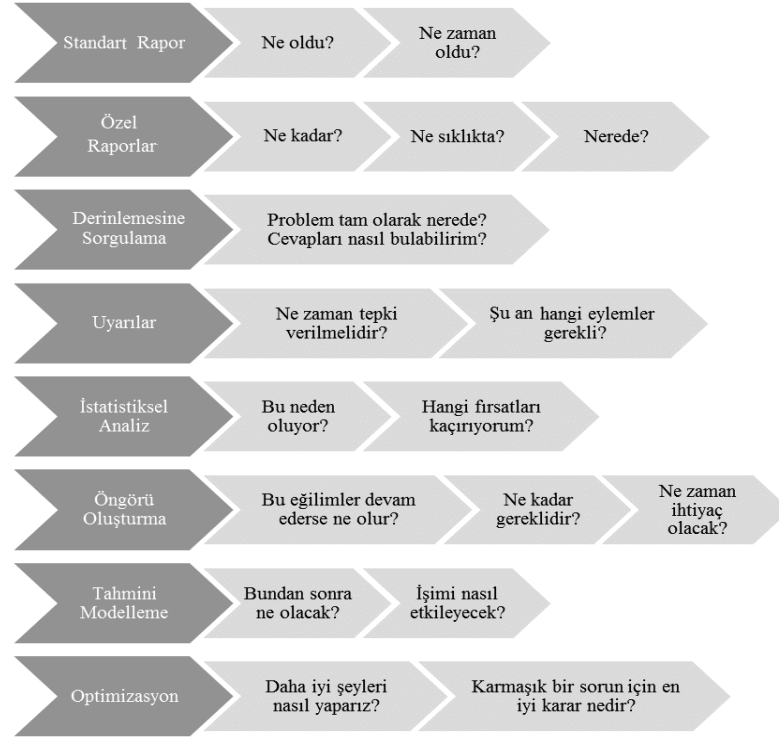 Standart Rapor
Ne oldu?
Ne zaman
oldu?
Özel
Raporlar
Ne kadar?
Ne sıklıkta?
Nerede?
Derinlemesine
Sorgulama
Problem tam olarak nerede?
Cevapları nasıl bulabilirim?
Uyarılar
Ne zaman tepki
verilmelidir?
Şu an hangi eylemler
gerekli?
İstatistiksel
Analiz
Bu neden
oluyor?
Hangi fırsatları
kaçırıyorum?
Öngörü
Oluşturma
Bu eğilimler devam
ederse ne olur?
Ne kadar
gereklidir?
Ne zaman
ihtiyaç
olacak?
Tahmini
Modelleme
Bundan sonra
ne olacak?
İşimi nasıl
etkileyecek?
Optimizasyon
Daha iyi şeyleri
nasıl yaparız?
Karmaşık bir sorun için en
iyi karar nedir?